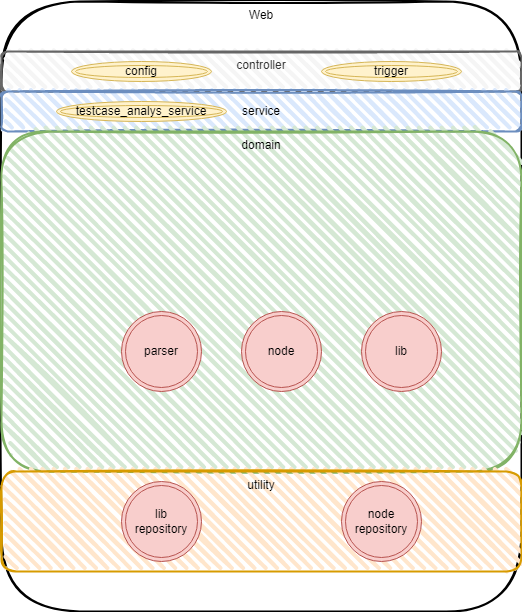 Web
config
controller
trigger
testcase_analys_service
service
domain
parser
node
lib
utility
lib
repository
node
repository